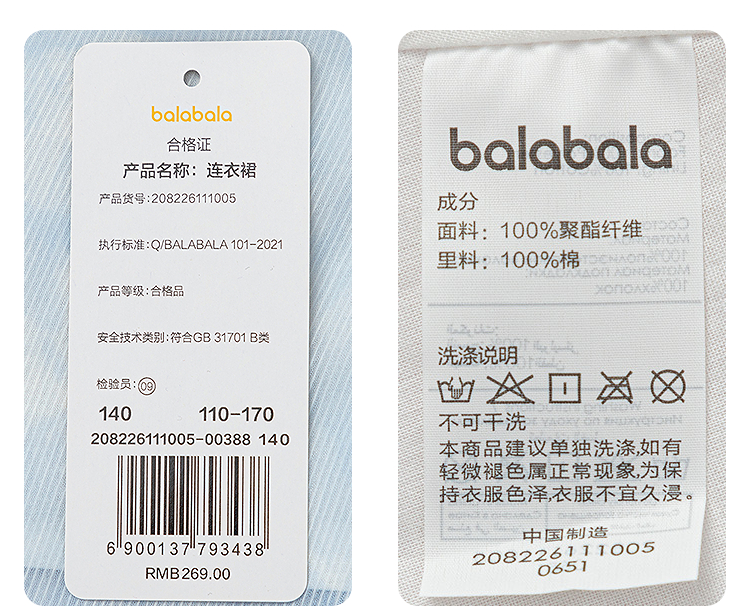 balabala
合格证
产品名称：连衣裙
产品货号:208226111005
执行标准:Q/BALABALA 101-2021
产品等级:合格品
安全技术类别:符合GB 31701 B类
检验员:09
140 110-170
208226111005-00388 140
6 900137 793438
RMB269.00
balabala
成分
面料：100%聚酯纤维
里料：100%棉
洗涤说明
不可干洗
本商品建议单独洗涤,如有
轻微褪色属正常现象,为保
持衣服色泽,衣服不宜久浸。
中国制造
208226111005
0651